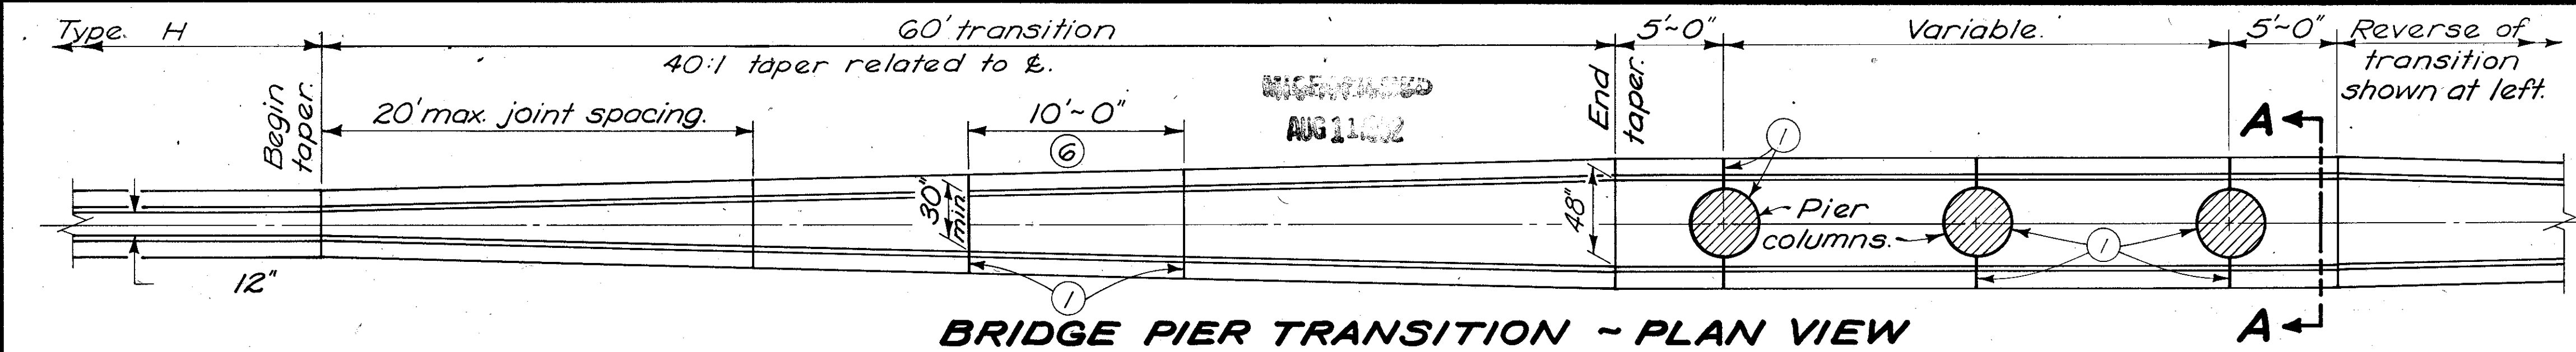 Type H
60' transition
5'~0"
Variable.
5'~0"
Reverse of
transition
shown at left.
40:1 taper related to ℄.
Begin
taper.
20' max. joint spacing.
10'~0"
6
AUG 11
End
taper.
1
A
30"
min.
48"
Pier
columns.
1
12"
1
A
BRIDGE PIER TRANSITION ~ PLAN VIEW